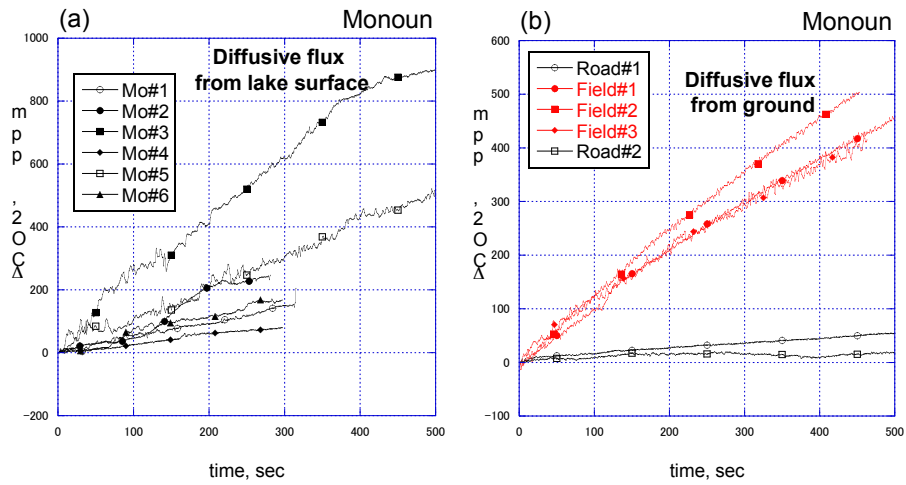 (a)
Monoun
Diffusive flux
from lake surface
Mo#1
Mo#2
Mo#3
Mo#4
Mo#5
Mo#6
1000
800
600
400
200
0
−200
ΔCO2, ppm
0 100 200 300 400 500
time, sec
(b)
Monoun
Diffusive flux
from ground
Road#1
Field#1
Field#2
Field#3
Road#2
600
500
400
300
200
100
0
−100
ΔCO2, ppm
0 100 200 300 400 500
time, sec